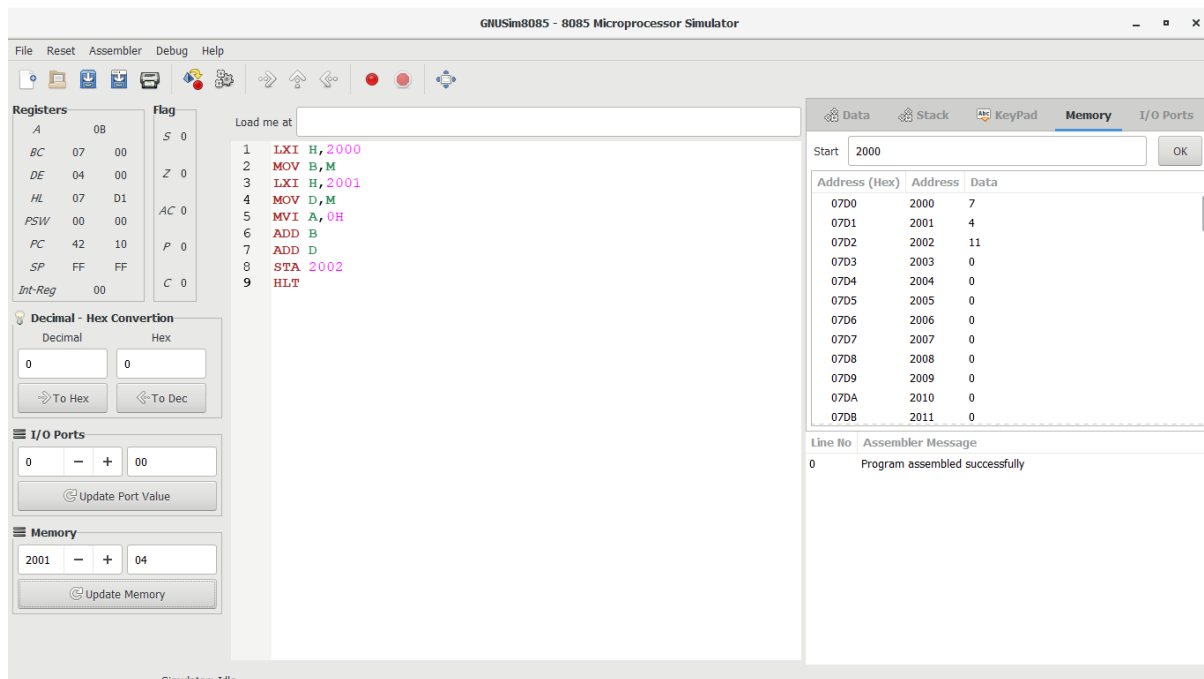 GNUSim8085 - 8085 Microprocessor Simulator
File Reset Assembler Debug Help
Registers
A 0B
BC 07 00
DE 04 00
HL 07 D1
PSW 00 00
PC 42 10
SP FF FF
Int-Reg 00
Flag
S 0
Z 0
AC 0
P 0
C 0
Decimal - Hex Convertion
Decimal Hex
0 0
To Hex To Dec
I/O Ports
0 − + 00
Update Port Value
Memory
2001 − + 04
Update Memory
Load me at
1 LXI H,2000
2 MOV B,M
3 LXI H,2001
4 MOV D,M
5 MVI A,0H
6 ADD B
7 ADD D
8 STA 2002
9 HLT
Data Stack Abc KeyPad Memory I/O Ports
Start 2000 OK
Address (Hex) Address Data
07D0 2000 7
07D1 2001 4
07D2 2002 11
07D3 2003 0
07D4 2004 0
07D5 2005 0
07D6 2006 0
07D7 2007 0
07D8 2008 0
07D9 2009 0
07DA 2010 0
07DB 2011 0
Line No Assembler Message
0 Program assembled successfully